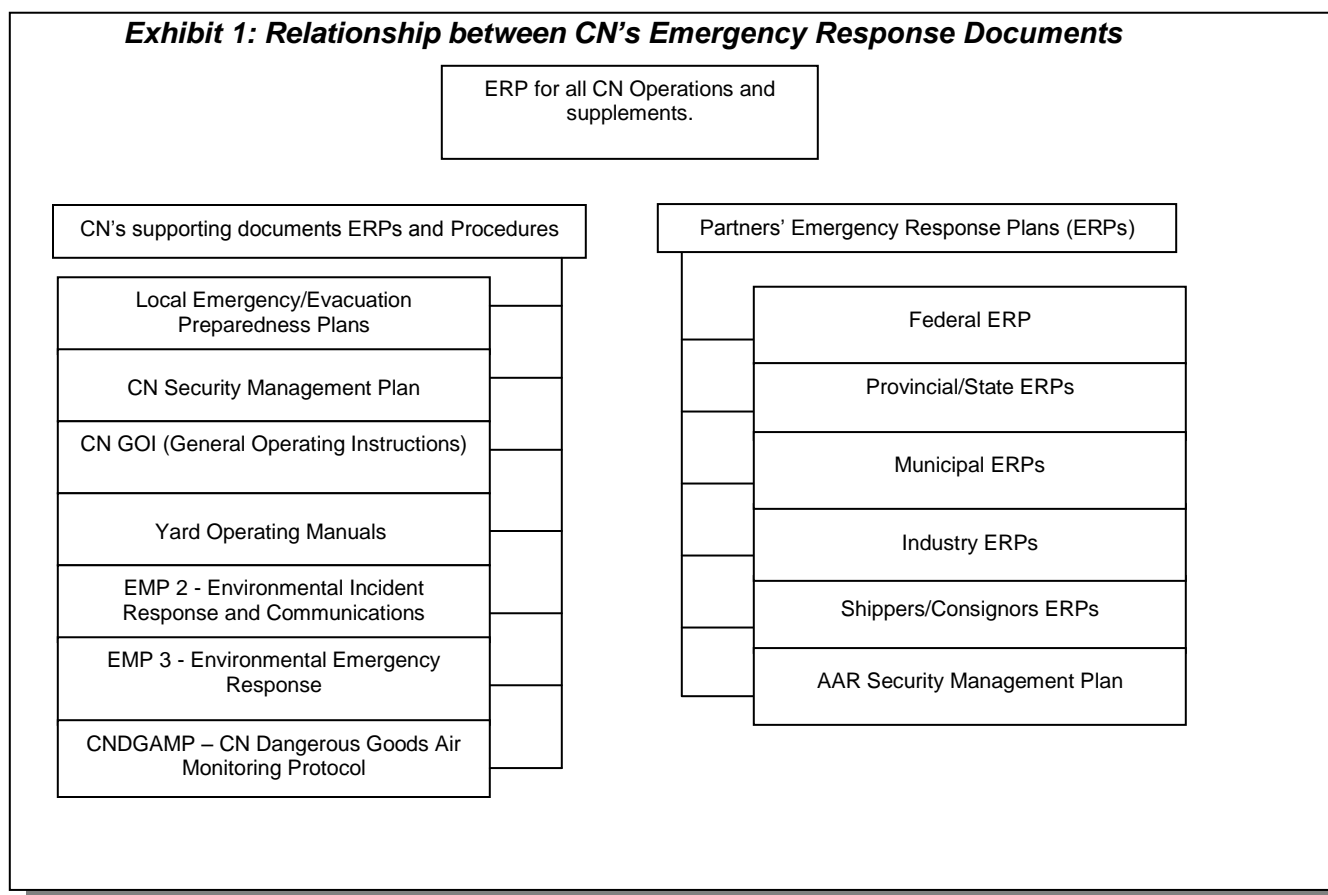 Exhibit 1: Relationship between CN's Emergency Response Documents
ERP for all CN Operations and
supplements.
CN's supporting documents ERPs and Procedures
Local Emergency/Evacuation
Preparedness Plans
CN Security Management Plan
CN GOI (General Operating Instructions)
Yard Operating Manuals
EMP 2 - Environmental Incident
Response and Communications
EMP 3 - Environmental Emergency
Response
CNDGAMP – CN Dangerous Goods Air
Monitoring Protocol
Partners' Emergency Response Plans (ERPs)
Federal ERP
Provincial/State ERPs
Municipal ERPs
Industry ERPs
Shippers/Consignors ERPs
AAR Security Management Plan